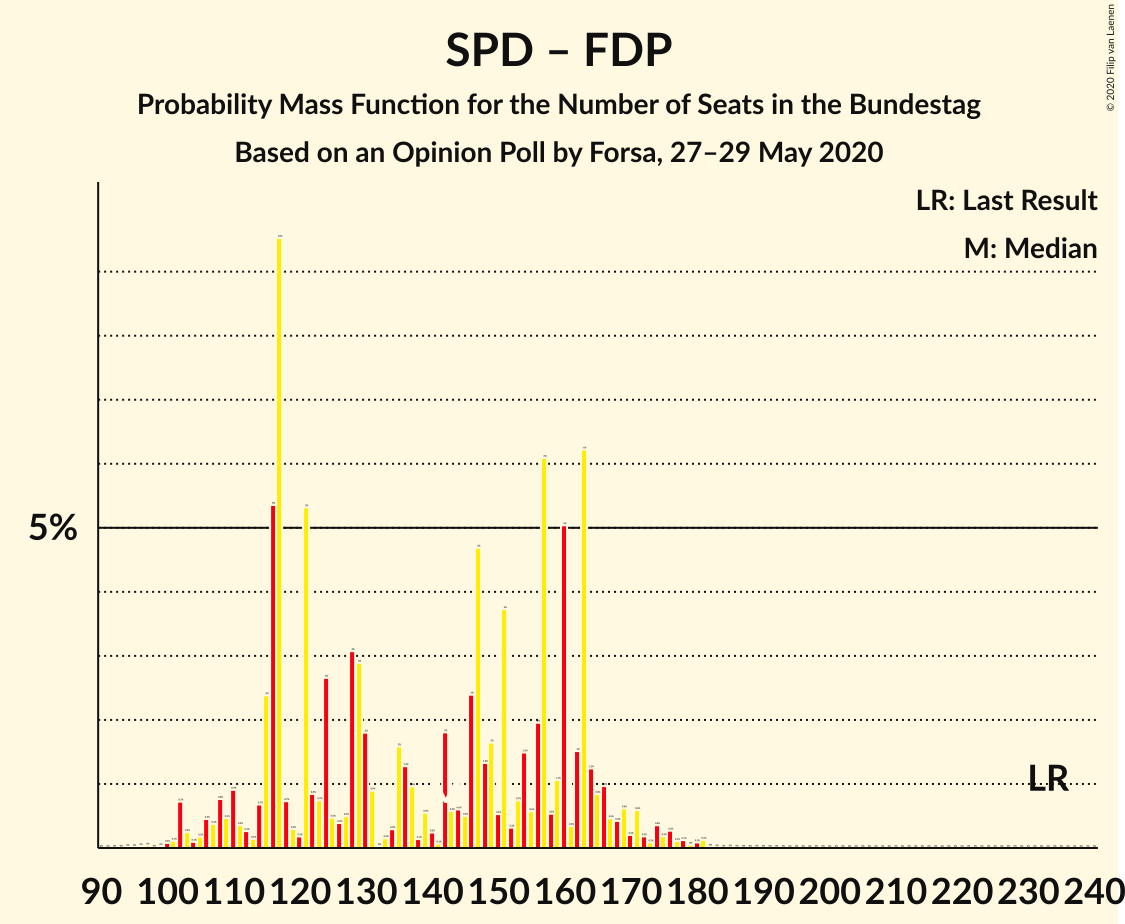 SPD – FDP
Probability Mass Function for the Number of Seats in the Bundestag
Based on an Opinion Poll by Forsa, 27–29 May 2020
© 2020 Filip van Laenen
LR: Last Result
M: Median
5%
LR
90 100 110 120 130 140 150 160 170 180 190 200 210 220 230 240